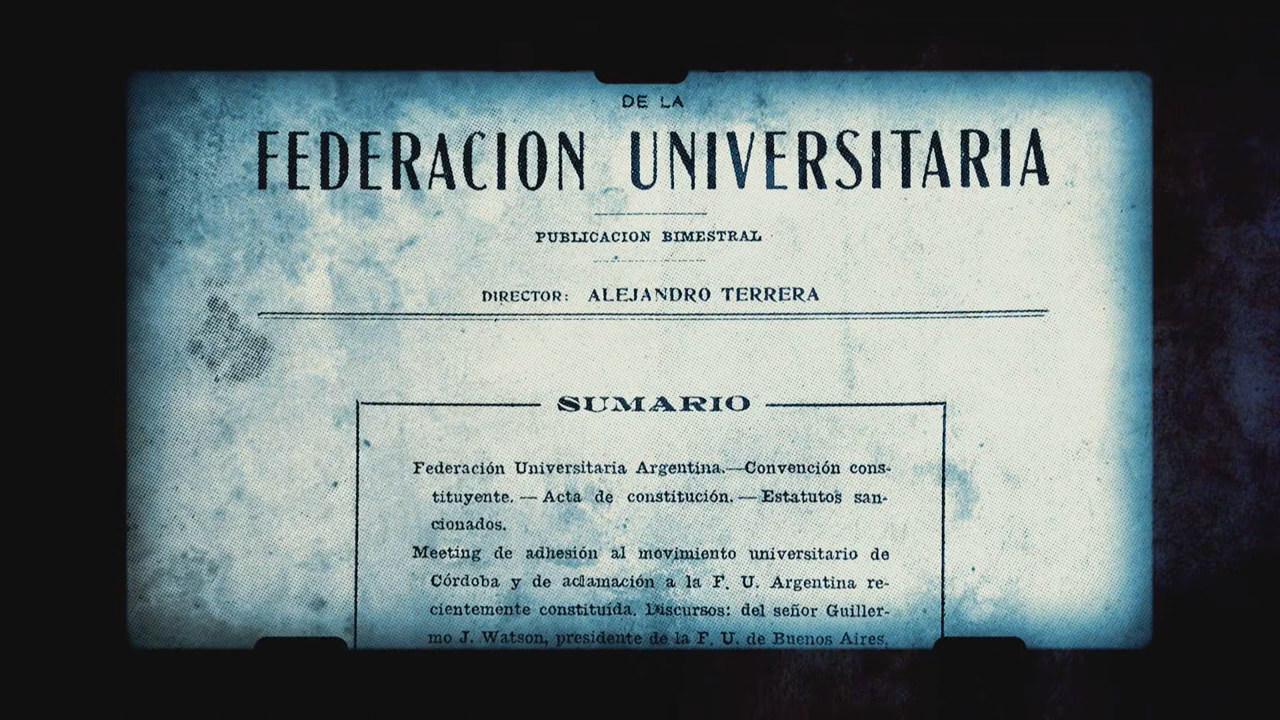 DE LA
FEDERACION UNIVERSITARIA
PUBLICACION BIMESTRAL
DIRECTOR: ALEJANDRO TERRERA
SUMARIO
Federación Universitaria Argentina.—Convención cons-
tituyente. — Acta de constitución. — Estatutos san-
cionados.
Meeting de adhesión al movimiento universitario de
Córdoba y de aclamación a la F. U. Argentina re-
cientemente constituída. Discursos: del señor Guiller-
mo J. Watson, presidente de la F. U. de Buenos Aires.